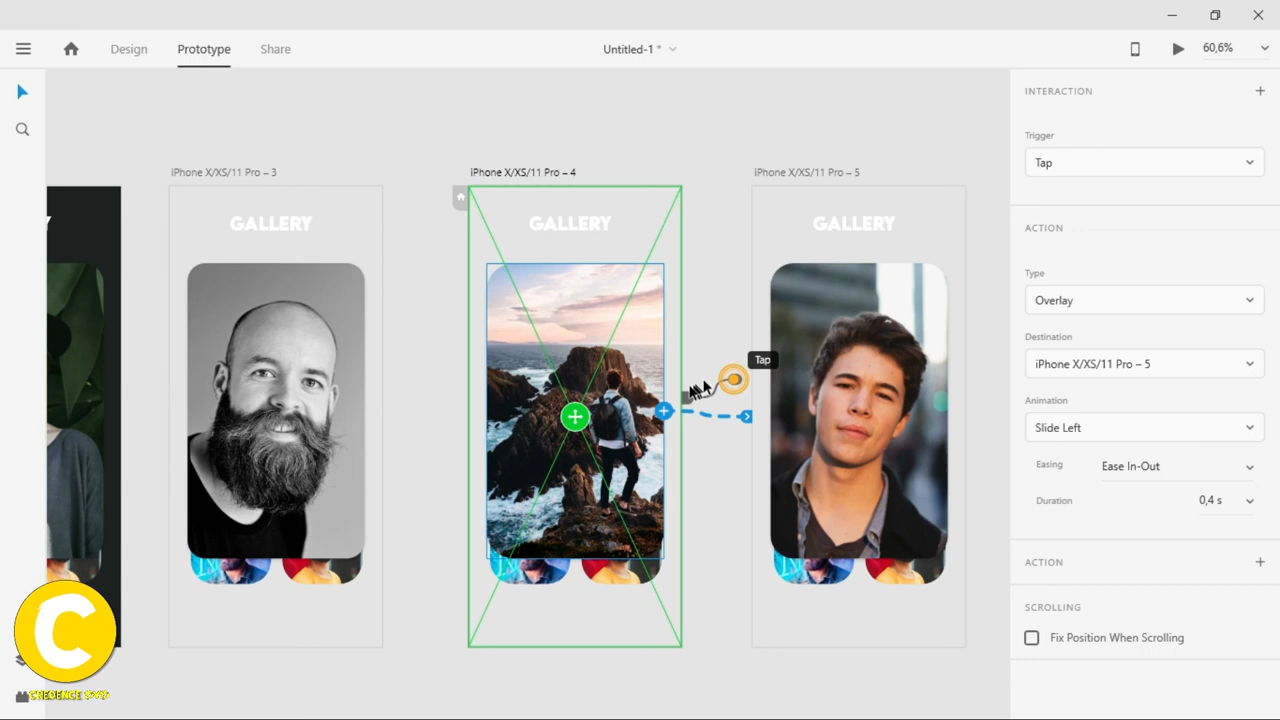 Design
Prototype
Share
Untitled-1 *
60,6%
INTERACTION
Trigger
Tap
iPhone X/XS/11 Pro – 3
iPhone X/XS/11 Pro – 4
iPhone X/XS/11 Pro – 5
GALLERY
GALLERY
GALLERY
ACTION
Type
Overlay
Destination
iPhone X/XS/11 Pro – 5
Tap
Animation
Slide Left
Easing
Ease In-Out
Duration
0,4 s
ACTION
SCROLLING
Fix Position When Scrolling
C
CREDENCE